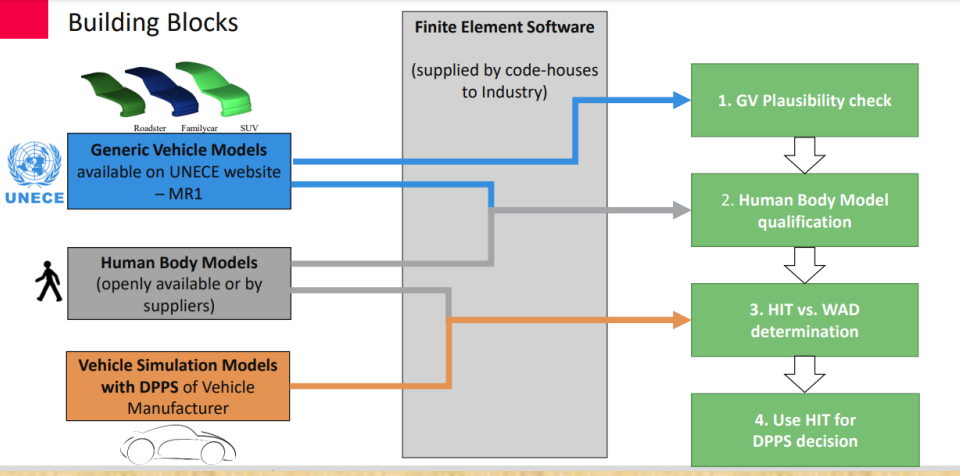 Building Blocks
Finite Element Software
(supplied by code-houses
to Industry)
Roadster Familycar SUV
UNECE
Generic Vehicle Models
available on UNECE website
– MR1
Human Body Models
(openly available or by
suppliers)
Vehicle Simulation Models
with DPPS of Vehicle
Manufacturer
1. GV Plausibility check
2. Human Body Model
qualification
3. HIT vs. WAD
determination
4. Use HIT for
DPPS decision